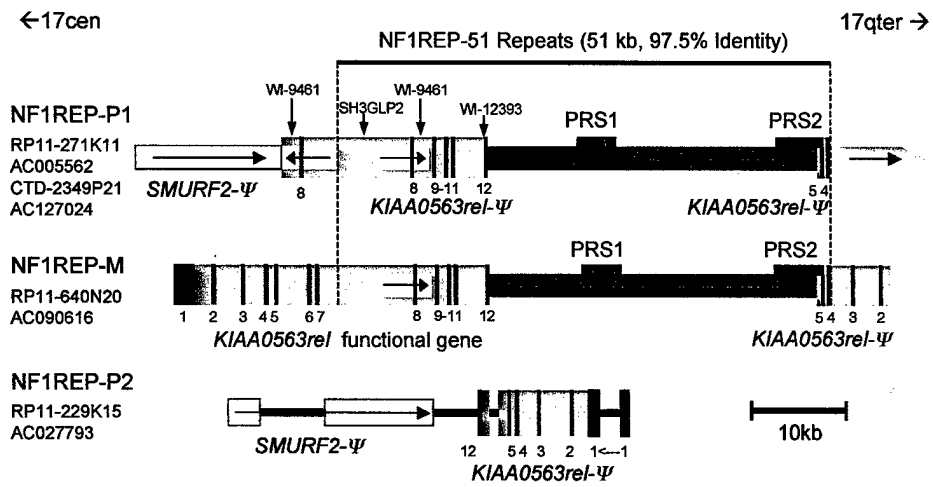 ←17cen 17qter →
NF1REP-51 Repeats (51 kb, 97.5% Identity)
WI-9461 SH3GLP2 WI-9461 WI-12393
NF1REP-P1
PRS1 PRS2
RP11-271K11
AC005562
CTD-2349P21
AC127024
SMURF2-Ψ
8 8 9-11 12 5 4
KIAA0563rel-Ψ KIAA0563rel-Ψ
NF1REP-M
PRS1 PRS2
RP11-640N20
AC090616
1 2 3 4 5 6 7 8 9-11 12 5 4 3 2
KIAA0563rel functional gene KIAA0563rel-Ψ
NF1REP-P2
RP11-229K15
AC027793
SMURF2-Ψ
12 5 4 3 2 1<---1
KIAA0563rel-Ψ
10kb